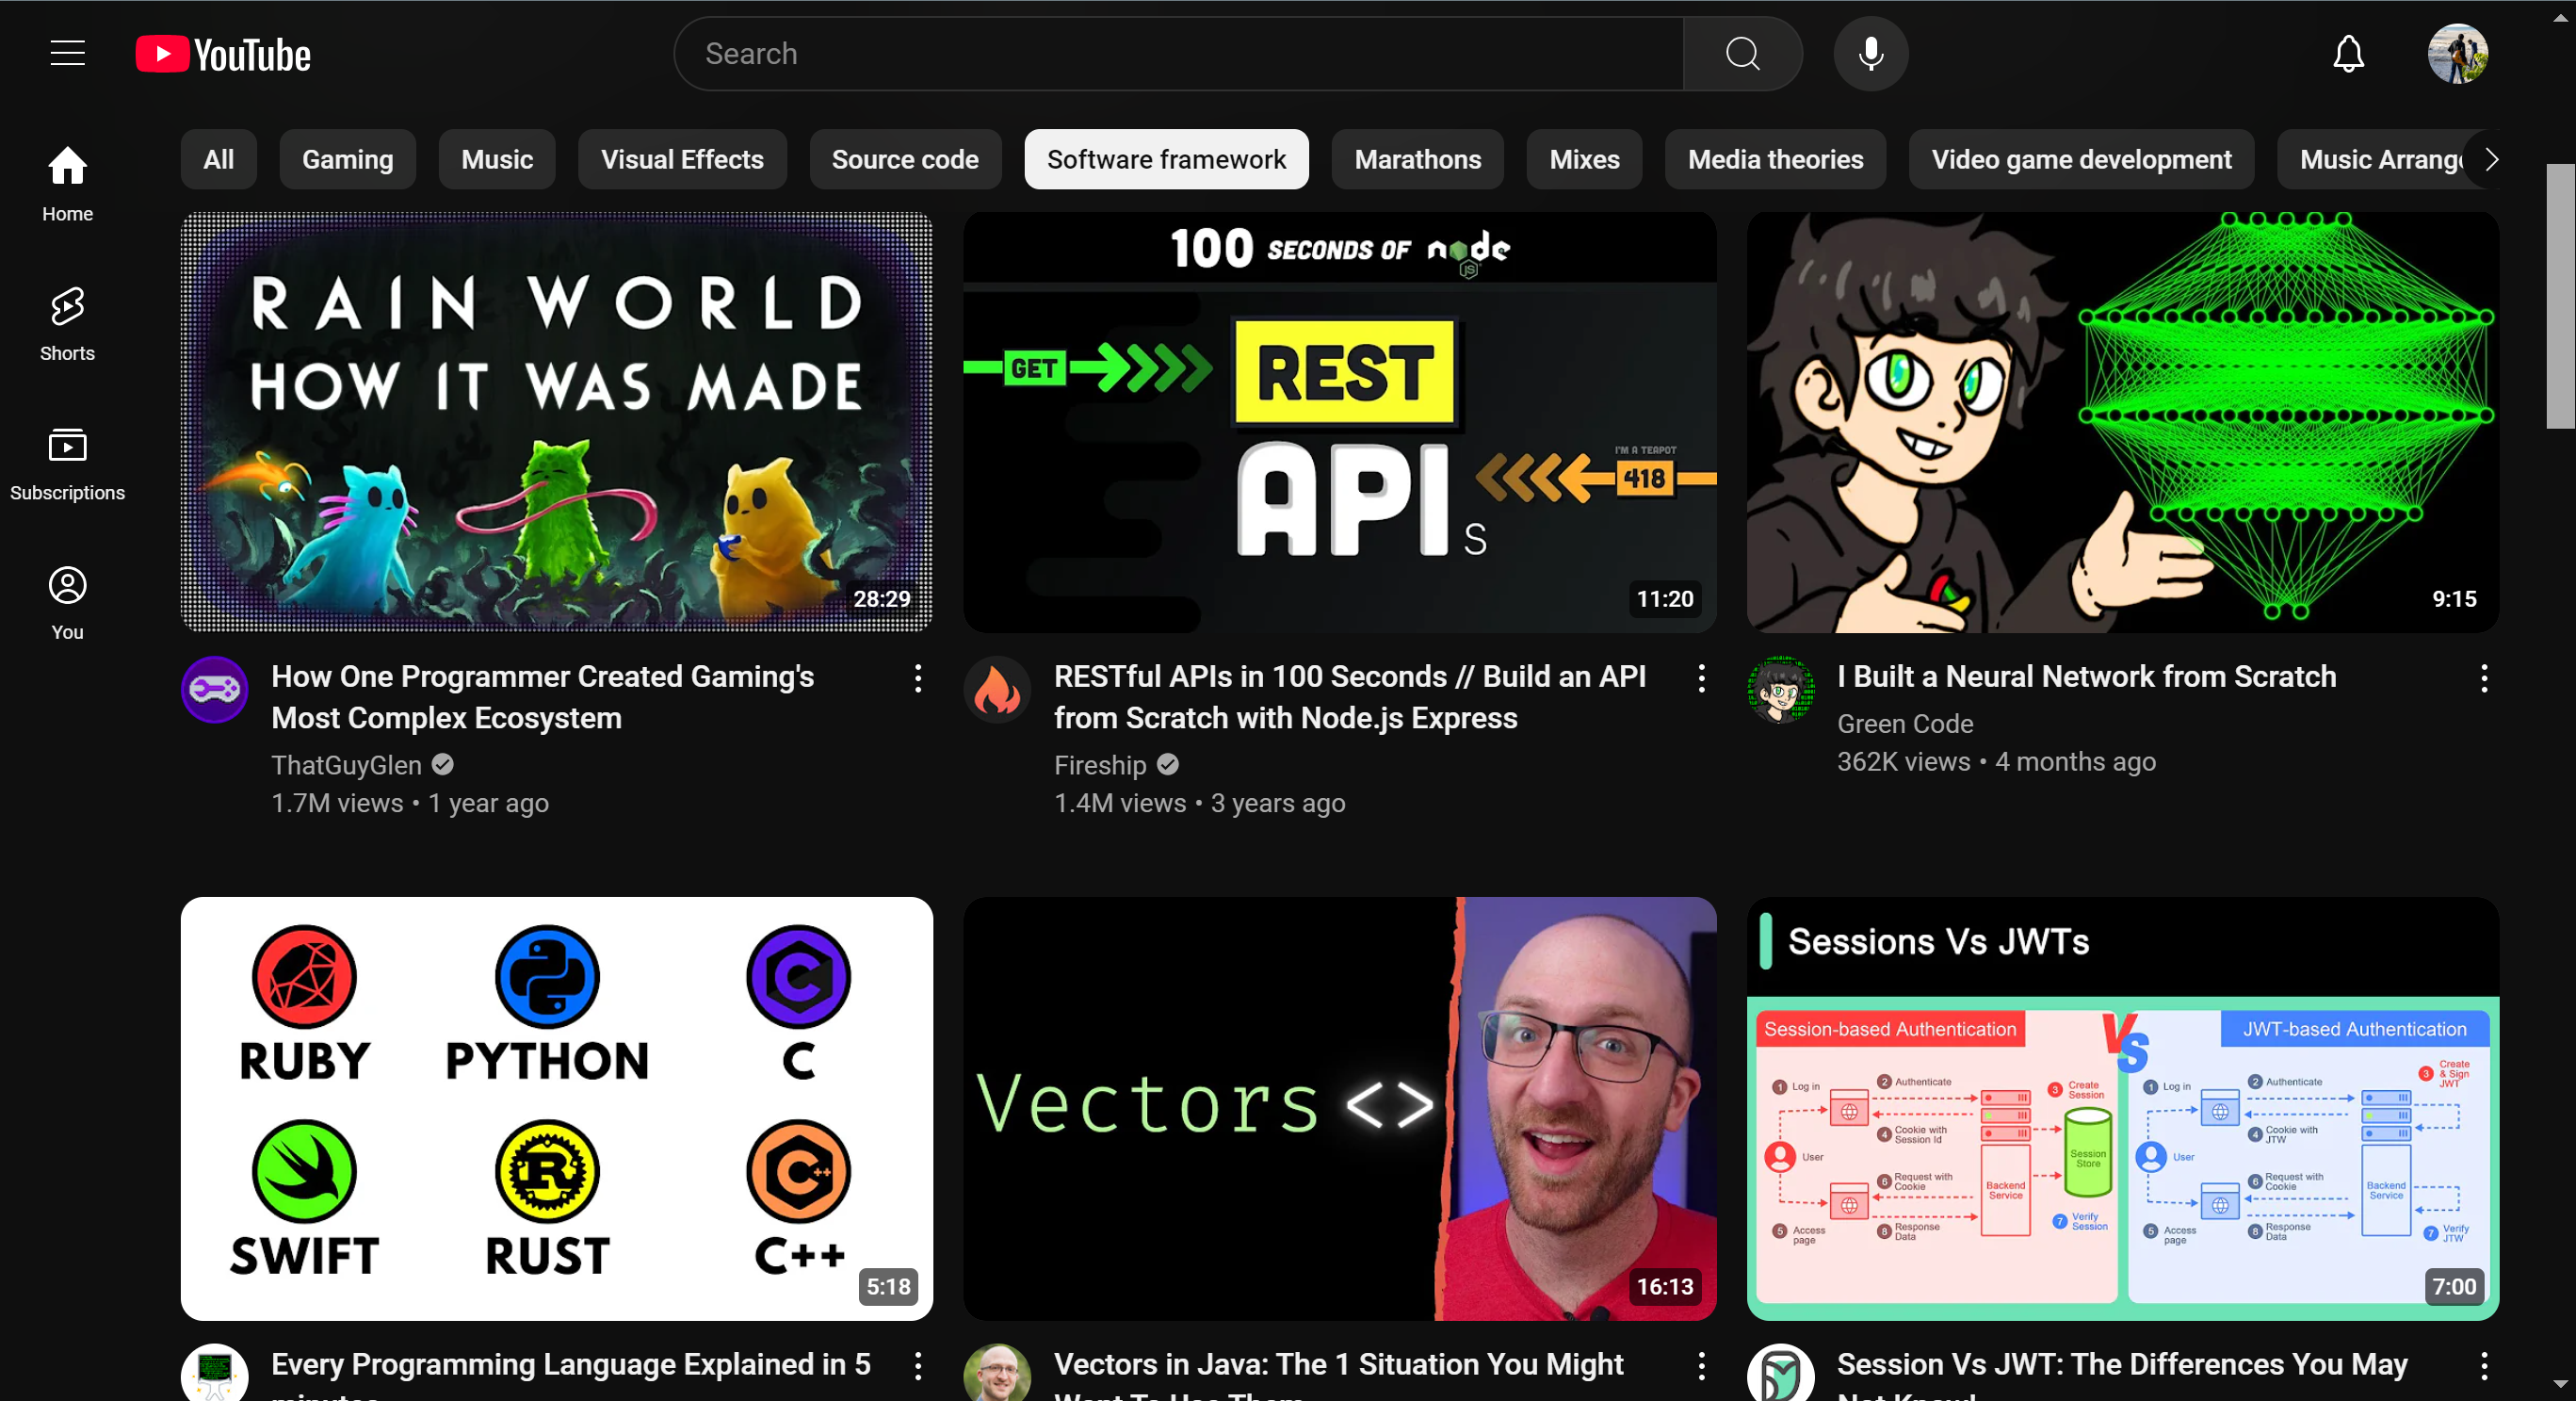 YouTube
Search
Home
Shorts
Subscriptions
You
All
Gaming
Music
Visual Effects
Source code
Software framework
Marathons
Mixes
Media theories
Video game development
Music Arrang
RAIN WORLD
HOW IT WAS MADE
28:29
How One Programmer Created Gaming's
Most Complex Ecosystem
ThatGuyGlen
1.7M views • 1 year ago
100 SECONDS OF node
JS
GET
REST
APIs
I'M A TEAPOT
418
11:20
RESTful APIs in 100 Seconds // Build an API
from Scratch with Node.js Express
Fireship
1.4M views • 3 years ago
9:15
I Built a Neural Network from Scratch
Green Code
362K views • 4 months ago
RUBY
PYTHON
C
SWIFT
RUST
C++
5:18
Every Programming Language Explained in 5
minutes
Vectors <>
16:13
Vectors in Java: The 1 Situation You Might
Want To Use Them
Sessions Vs JWTs
Session-based Authentication
VS
JWT-based Authentication
1 Log in
2 Authenticate
3 Create
Session
4 Cookie with
Session Id
User
Session
Store
6 Request with
Cookie
Backend
Service
5 Access
page
8 Response
Data
7 Verify
Session
1 Log in
2 Authenticate
3 Create
& Sign
JWT
4 Cookie with
JTW
User
6 Request with
Cookie
Backend
Service
5 Access
page
8 Response
Data
7 Verify
JTW
7:00
Session Vs JWT: The Differences You May
Not Know!